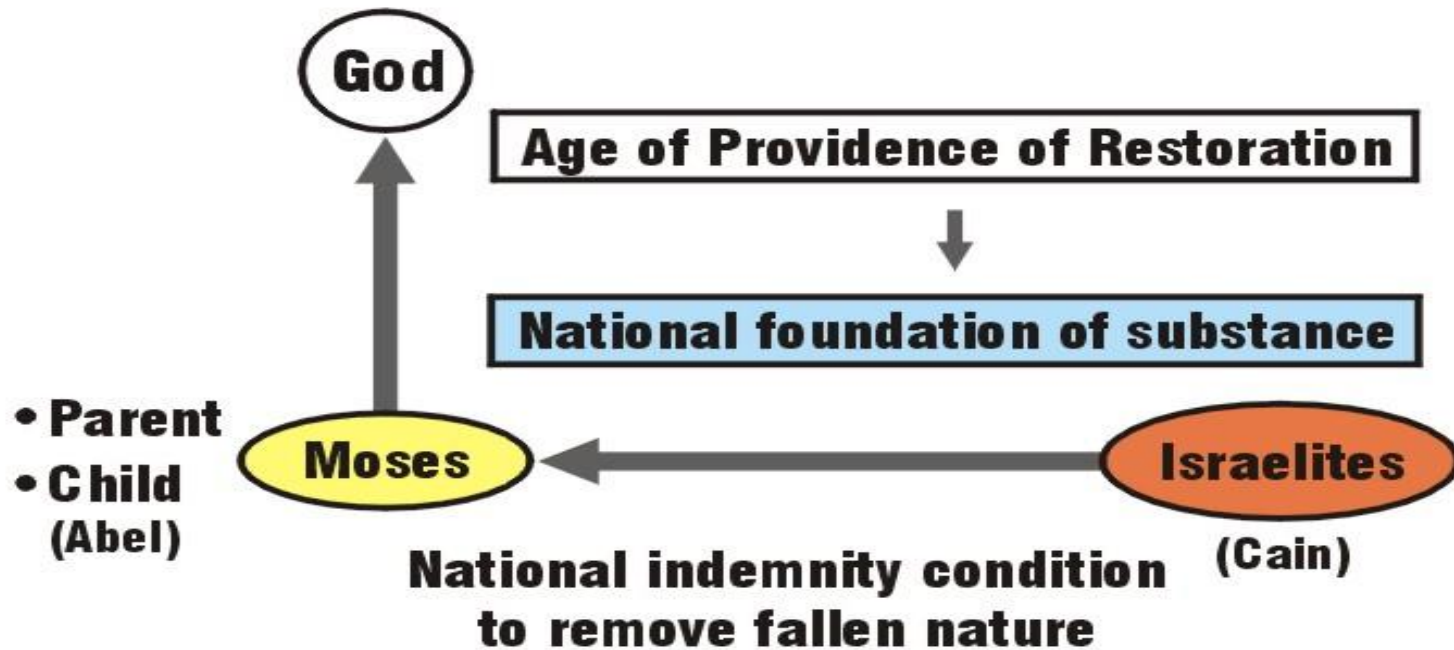 God
Age of Providence of Restoration
National foundation of substance
• Parent
• Child
(Abel)
Moses
Israelites
(Cain)
National indemnity condition
to remove fallen nature